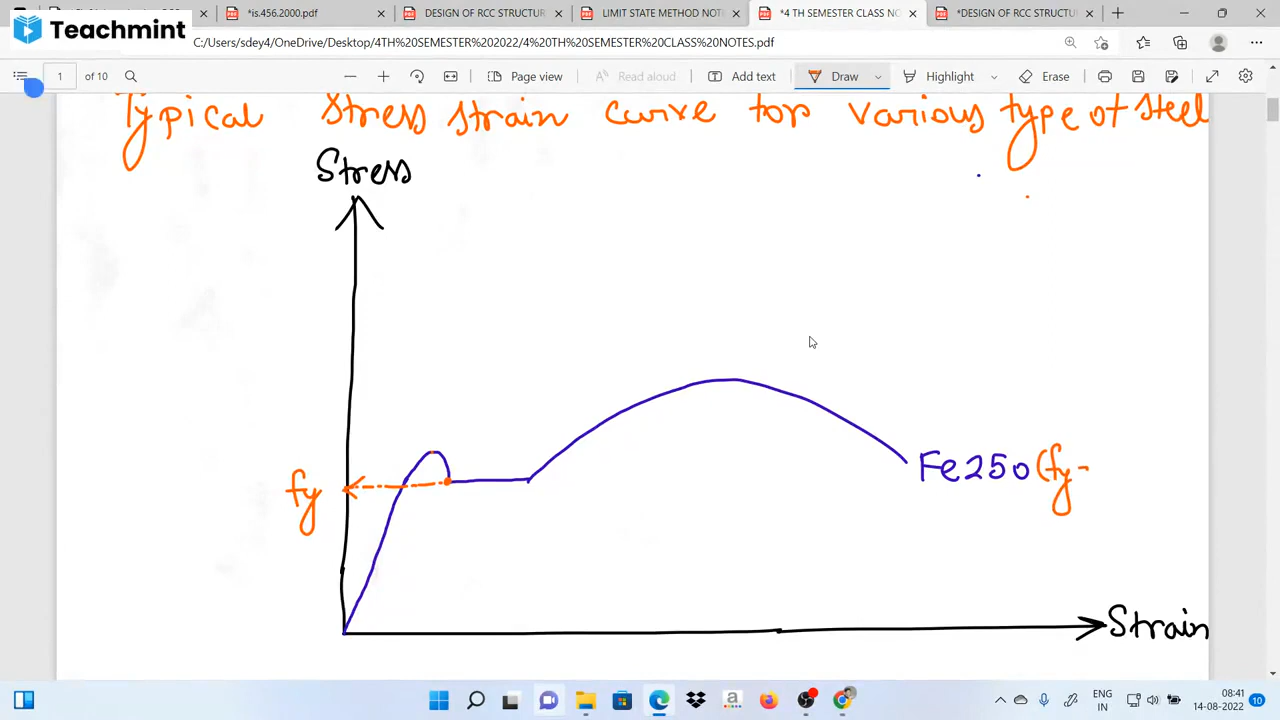 Teachmint
*is.456.2000.pdf
DESIGN
LIMIT STATE METHOD NOT
*4 TH SEMESTER CLASS NO
*DESIGN OF RCC STRUCTUR
C:/Users/sdey4/OneDrive/Desktop/4TH%20SEMESTER%202022/4%20TH%20SEMESTER%20CLASS%20NOTES.pdf
1 of 10
Page view
Read aloud
Add text
Draw
Highlight
Erase
Typical Stress strain curve for various type of Steel
Stress
fy
Fe250(fy-
Strain
ENG
IN
08:41
14-08-2022
10